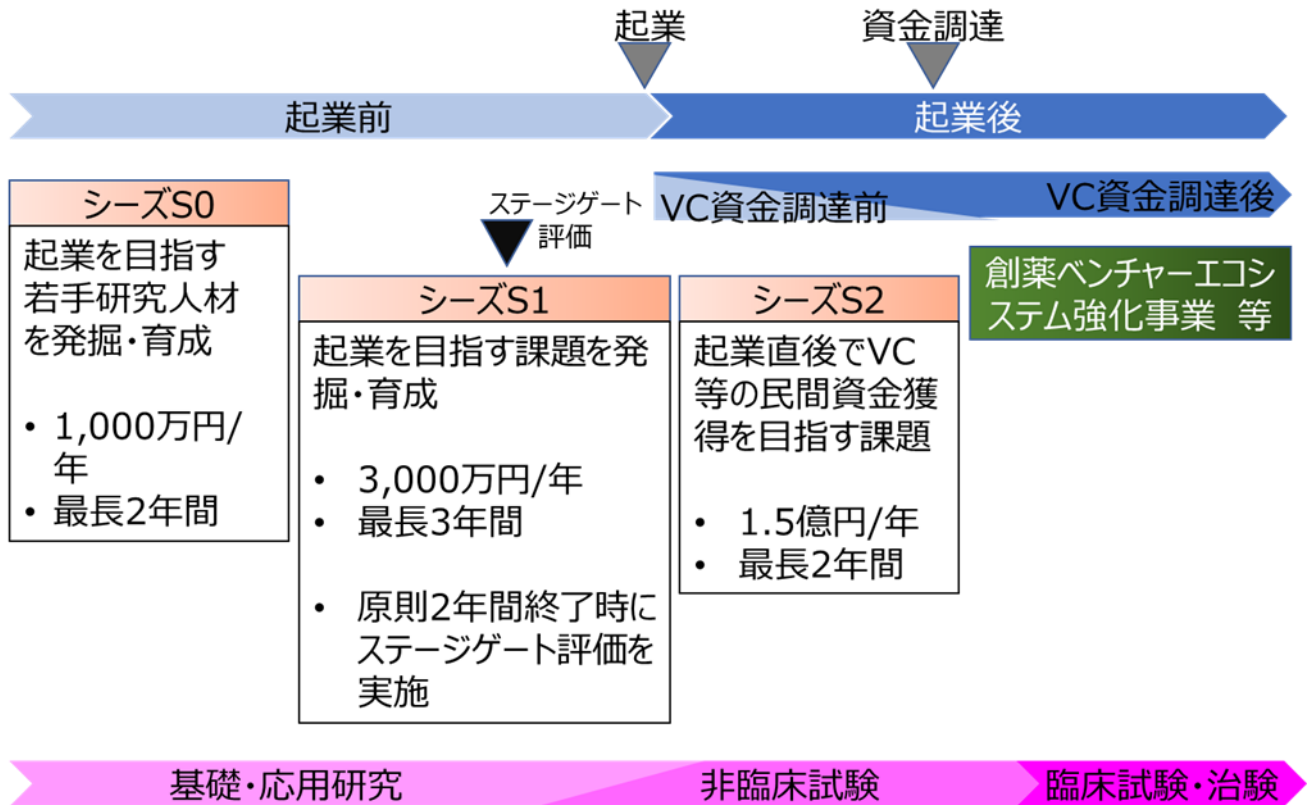 起業
資金調達
起業前
起業後
シーズS0
起業を目指す
若手研究人材
を発掘・育成
• 1,000万円/
年
• 最長2年間
ステージゲート
評価
VC資金調達前
VC資金調達後
シーズS1
起業を目指す課題を発
掘・育成
• 3,000万円/年
• 最長3年間
• 原則2年間終了時に
ステージゲート評価を
実施
シーズS2
起業直後でVC
等の民間資金獲
得を目指す課題
• 1.5億円/年
• 最長2年間
創薬ベンチャーエコシ
ステム強化事業 等
基礎・応用研究
非臨床試験
臨床試験・治験